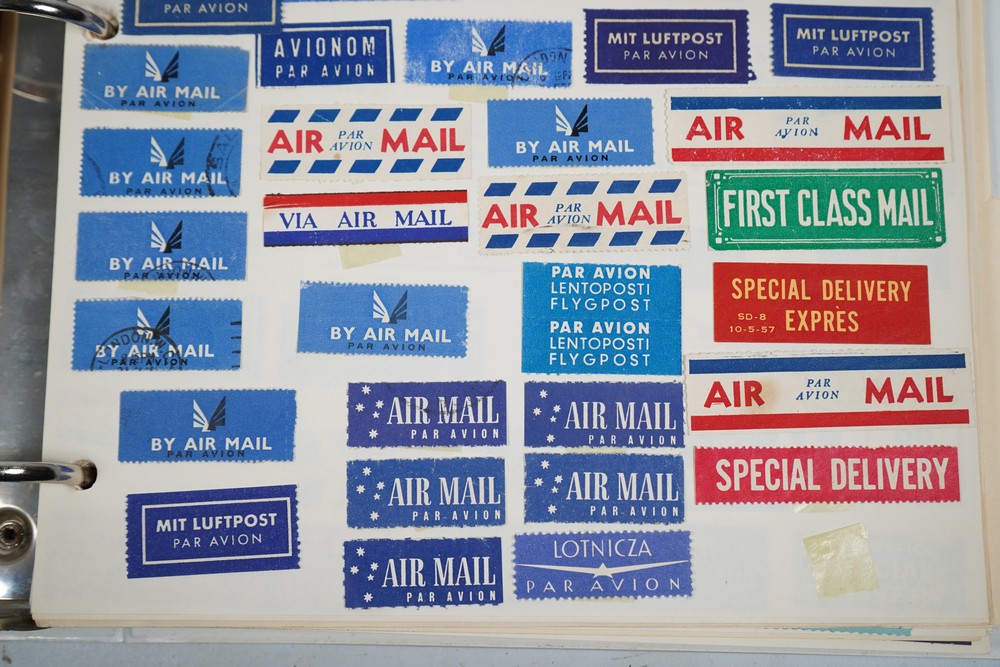 PAR AVION
AVIONOM
PAR AVION
BY AIR MAIL
PAR AVION
MIT LUFTPOST
PAR AVION
MIT LUFTPOST
PAR AVION
BY AIR MAIL
PAR AVION
AIR PAR AVION MAIL
BY AIR MAIL
PAR AVION
AIR PAR AVION MAIL
BY AIR MAIL
PAR AVION
VIA AIR MAIL
AIR PAR AVION MAIL
FIRST CLASS MAIL
BY AIR MAIL
PAR AVION
BY AIR MAIL
PAR AVION
PAR AVION
LENTOPOSTI
FLYGPOST
PAR AVION
LENTOPOSTI
FLYGPOST
SPECIAL DELIVERY
SD-8
10-5-57
EXPRÈS
BY AIR MAIL
PAR AVION
LONDON
AIR PAR AVION MAIL
BY AIR MAIL
PAR AVION
AIR MAIL
PAR AVION
AIR MAIL
PAR AVION
SPECIAL DELIVERY
AIR MAIL
PAR AVION
AIR MAIL
PAR AVION
MIT LUFTPOST
PAR AVION
AIR MAIL
PAR AVION
LOTNICZA
PAR AVION